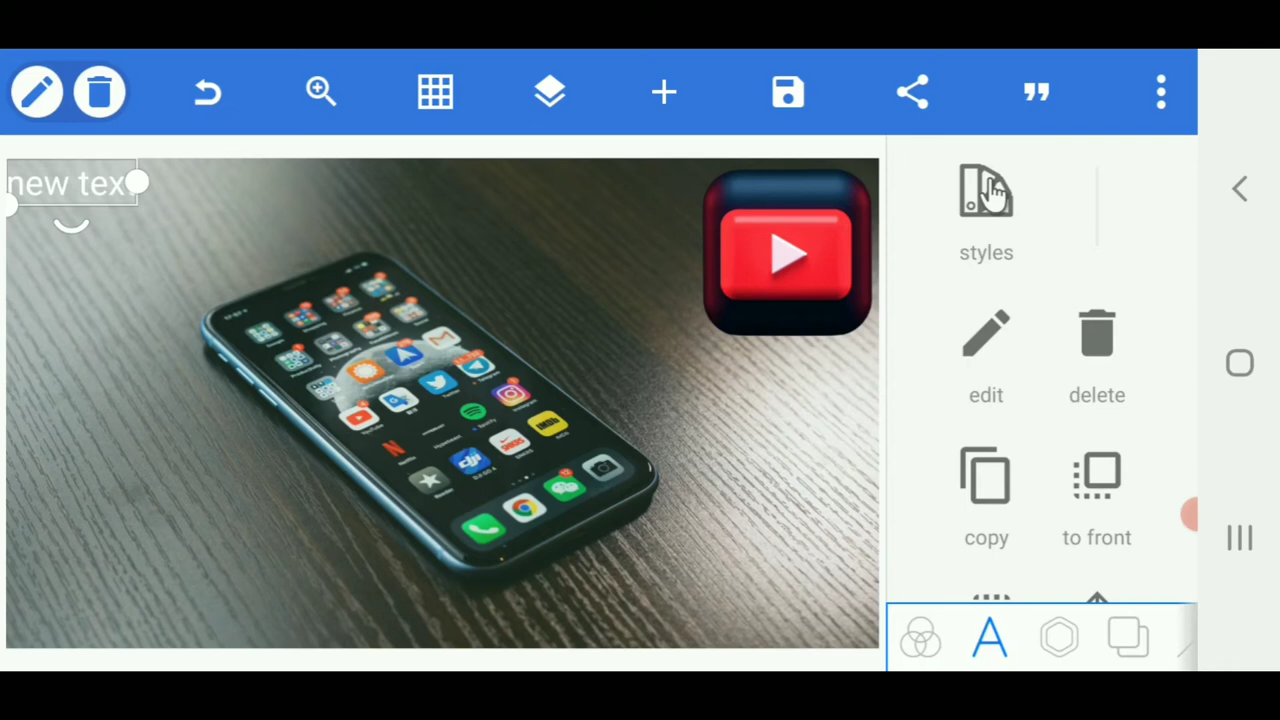 new tex
styles
edit
delete
copy
to front